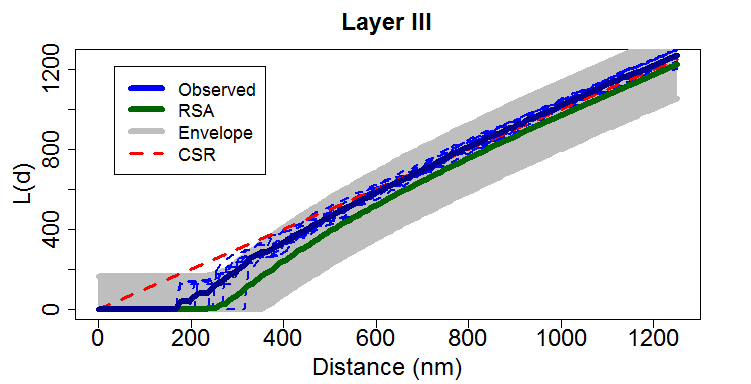 Layer III
L(d)
1200
800
400
0
Observed
RSA
Envelope
CSR
0 200 400 600 800 1000 1200
Distance (nm)